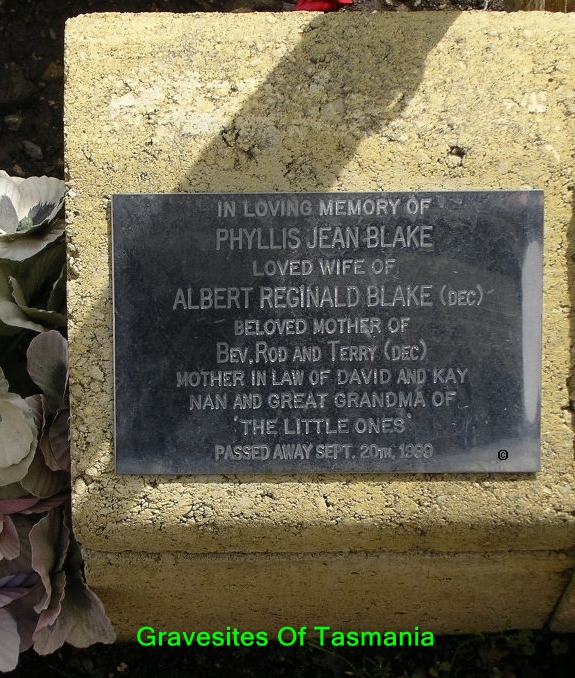 IN LOVING MEMORY OF
PHYLLIS JEAN BLAKE
LOVED WIFE OF
ALBERT REGINALD BLAKE (DEC)
BELOVED MOTHER OF
BEV, ROD AND TERRY (DEC)
MOTHER IN LAW OF DAVID AND KAY
NAN AND GREAT GRANDMA OF
'THE LITTLE ONES'
PASSED AWAY SEPT. 20TH, 1999
©
Gravesites Of Tasmania